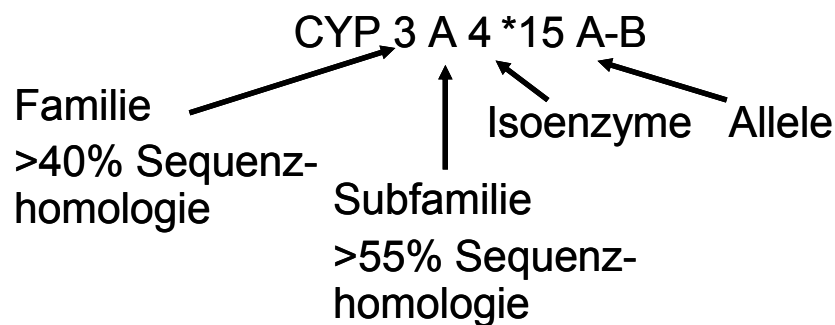 CYP 3 A 4 *15 A-B
Familie
>40% Sequenz-
homologie
Isoenzyme
Allele
Subfamilie
>55% Sequenz-
homologie